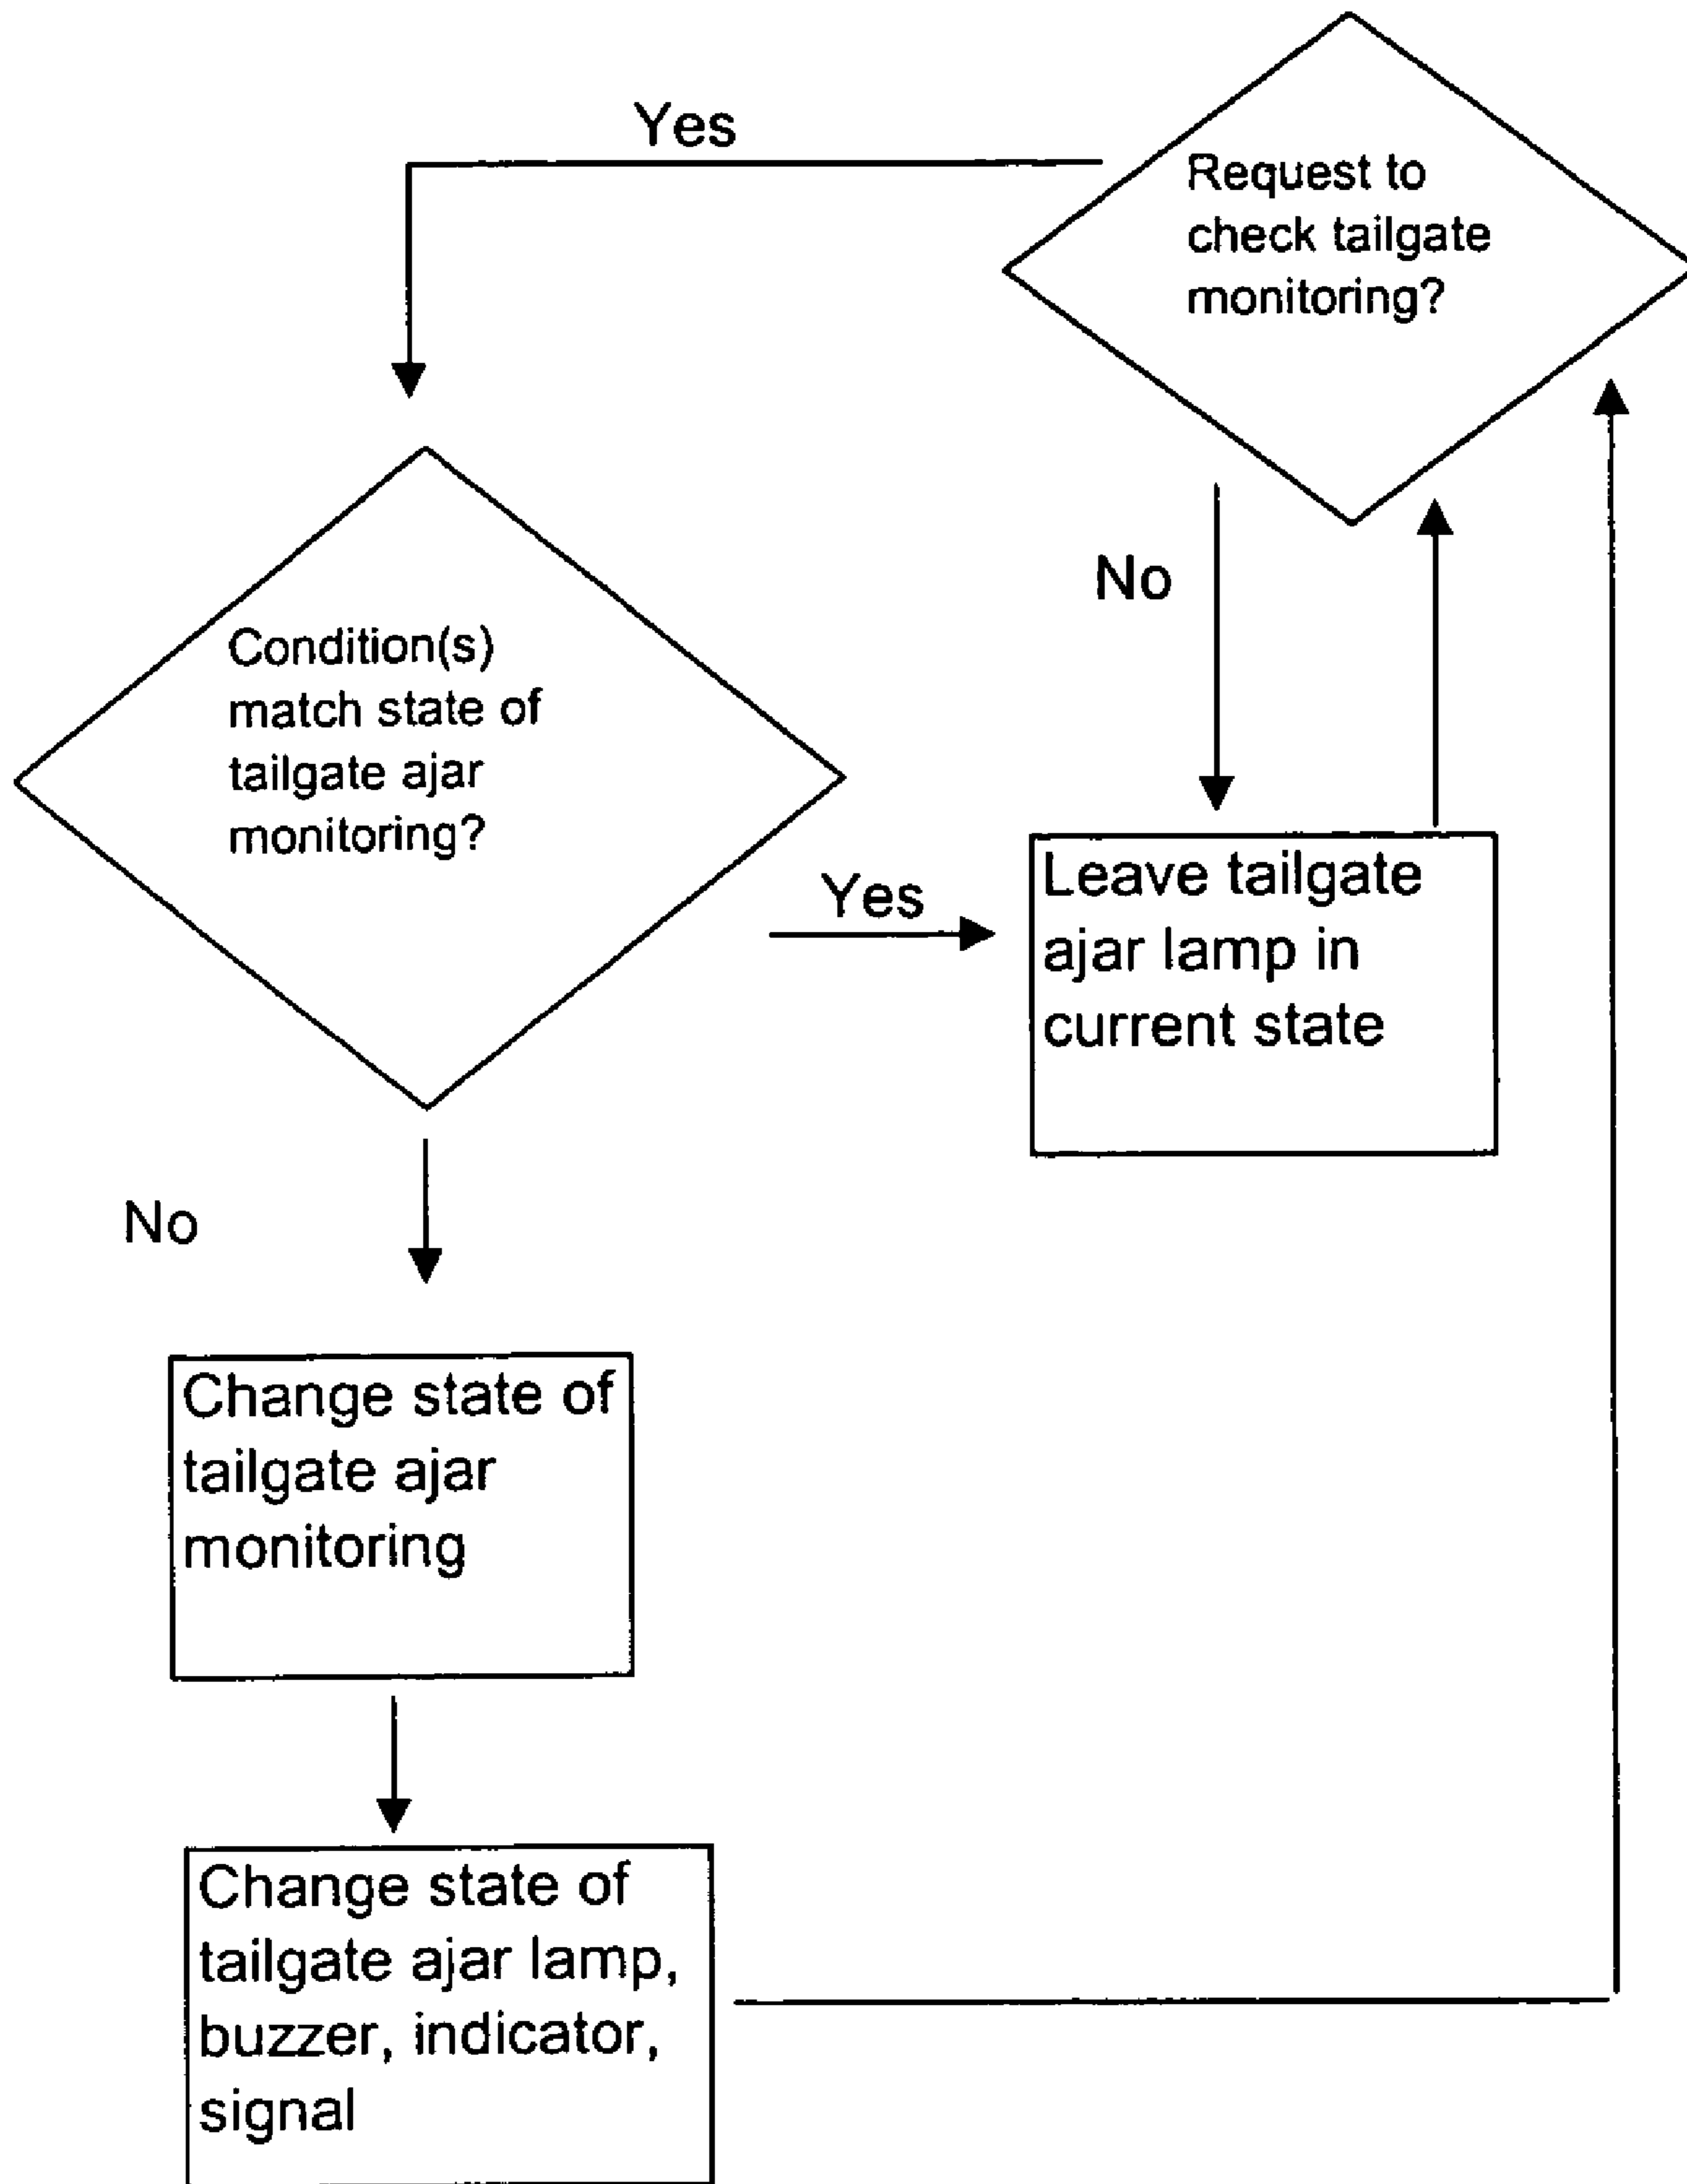 Yes
Request to
check tailgate
monitoring?
No
Condition(s)
match state of
tailgate ajar
monitoring?
Yes
Leave tailgate
ajar lamp in
current state
No
Change state of
tailgate ajar
monitoring
Change state of
tailgate ajar lamp,
buzzer, indicator,
signal